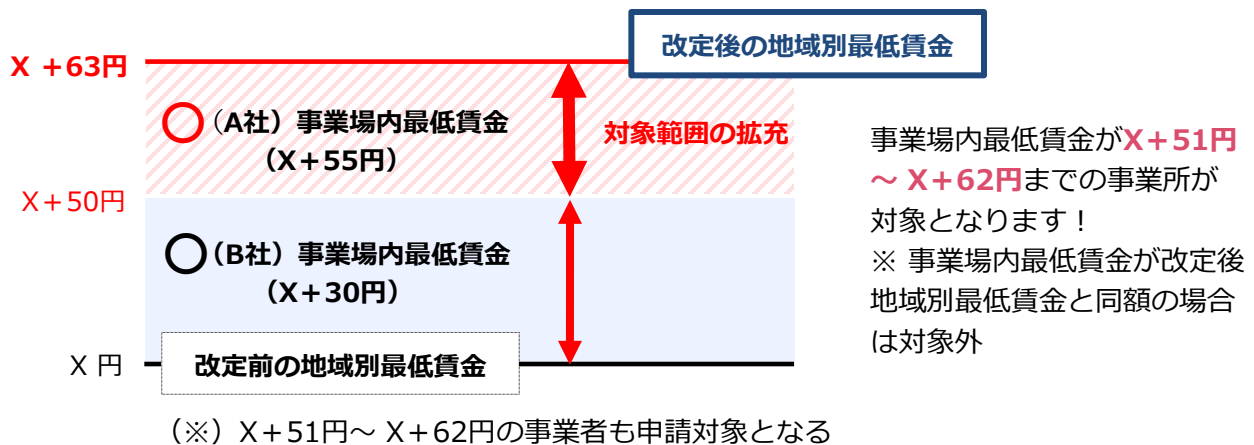 改定後の地域別最低賃金
X +63円
(A社)事業場内最低賃金
(X+55円)
対象範囲の拡充
X+50円
(B社)事業場内最低賃金
(X+30円)
X 円
改定前の地域別最低賃金
(※)X+51円~ X+62円の事業者も申請対象となる
事業場内最低賃金がX+51円
~ X+62円までの事業所が
対象となります!
※ 事業場内最低賃金が改定後
地域別最低賃金と同額の場合
は対象外